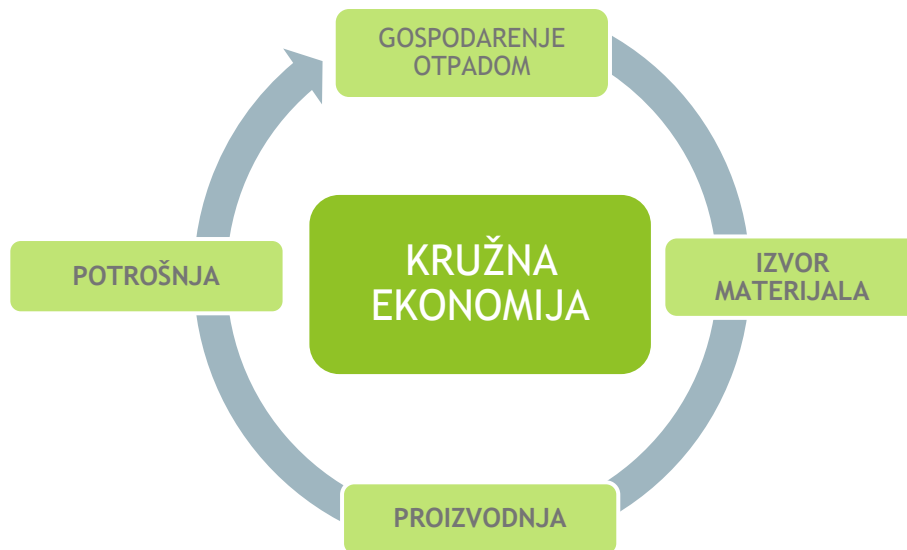 GOSPODARENJE
OTPADOM
KRUŽNA
EKONOMIJA
IZVOR
MATERIJALA
POTROŠNJA
PROIZVODNJA